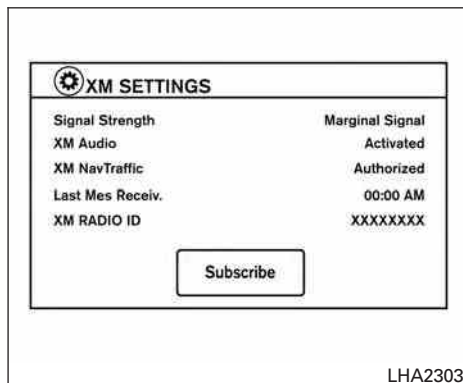 XM SETTINGS
Signal Strength Marginal Signal
XM Audio Activated
XM NavTraffic Authorized
Last Mes Receiv. 00:00 AM
XM RADIO ID XXXXXXXX
Subscribe
LHA2303